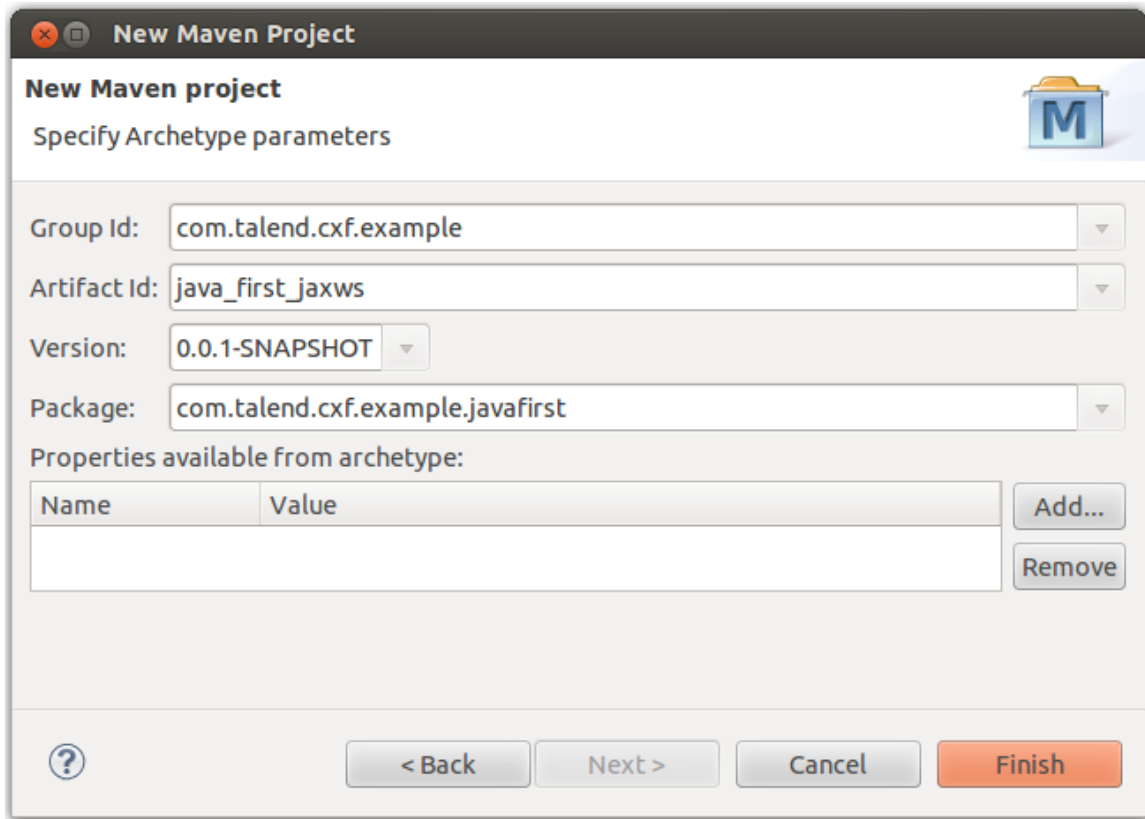 New Maven Project
New Maven project
Specify Archetype parameters
M
Group Id: com.talend.cxf.example
Artifact Id: java_first_jaxws
Version: 0.0.1-SNAPSHOT
Package: com.talend.cxf.example.javafirst
Properties available from archetype:
Name Value Add...
Remove
? < Back Next > Cancel Finish